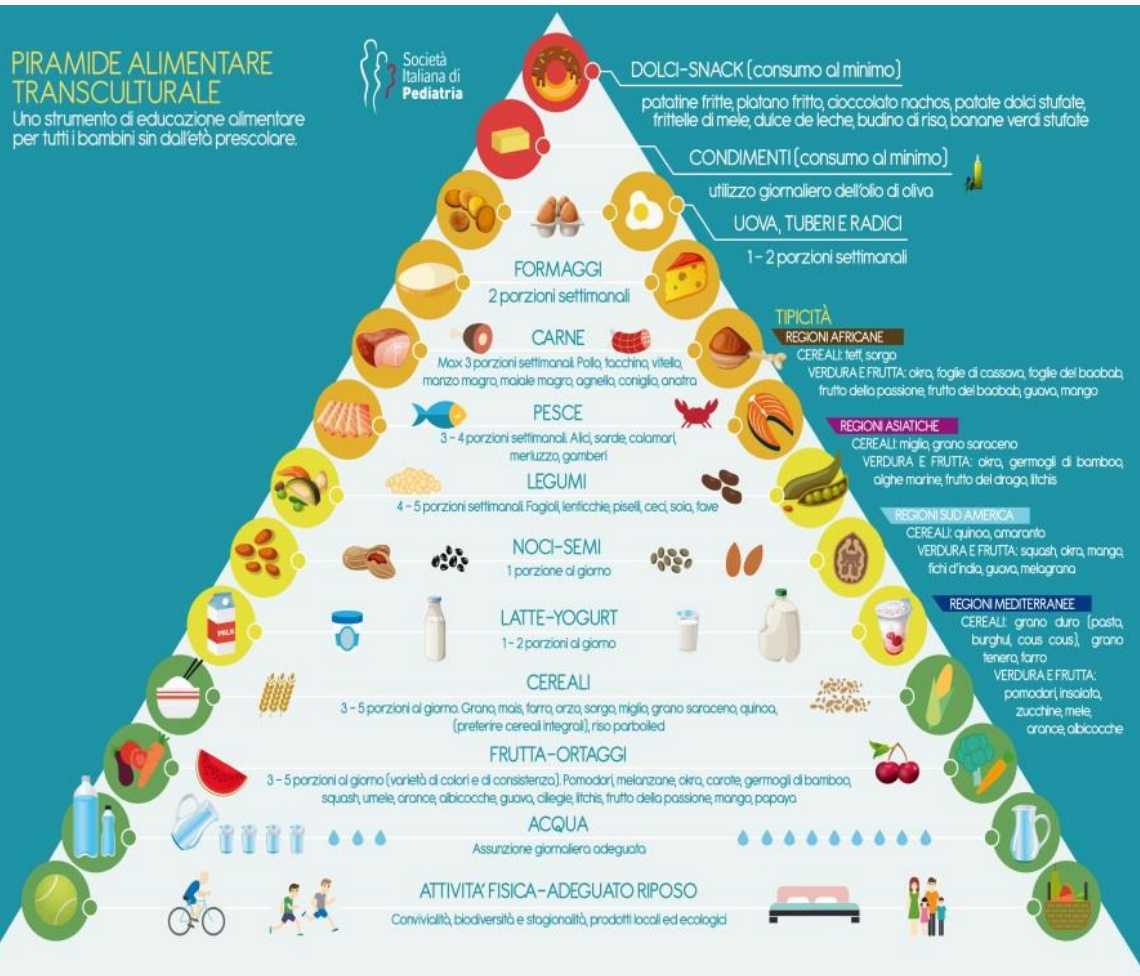 PIRAMIDE ALIMENTARE
TRANSCULTURALE
Uno strumento di educazione alimentare
per tutti i bambini sin dall'età prescolare.
Società
Italiana di
Pediatria
DOLCI-SNACK (consumo al minimo)
patatine fritte, platano fritto, cioccolato nachos, patate dolci stufate,
frittelle di mele, dulce de leche, budino di riso, banane verdi stufate
CONDIMENTI (consumo al minimo)
utilizzo giornaliero dell'olio di oliva
UOVA, TUBERI E RADICI
1 - 2 porzioni settimanali
FORMAGGI
2 porzioni settimanali
CARNE
Max 3 porzioni settimanali. Pollo, tacchino, vitello,
manzo magro, maiale magro, agnello, coniglio, anatra
PESCE
3 - 4 porzioni settimanali. Alici, sarde, calamari,
merluzzo, gamberi
LEGUMI
4 - 5 porzioni settimanali. Fagioli, lenticchie, piselli, ceci, soia, fave
NOCI-SEMI
1 porzione al giorno
LATTE-YOGURT
1 - 2 porzioni al giorno
MILK
CEREALI
3 - 5 porzioni al giorno. Grano, mais, farro, orzo, sorgo, miglio, grano saraceno, quinoa,
(preferire cereali integrali), riso parboiled
FRUTTA-ORTAGGI
3 - 5 porzioni al giorno (varietà di colori e di consistenza). Pomodori, melanzane, okra, carote, germogli di bamboo,
squash, umele, arance, albicocche, guava, ciliegie, litchis, frutto della passione, mango, papaya
ACQUA
Assunzione giornaliera adeguata
ATTIVITA' FISICA-ADEGUATO RIPOSO
Convivialità, biodiversità e stagionalità, prodotti locali ed ecologici
TIPICITÀ
REGIONI AFRICANE
CEREALI: teff, sorgo
VERDURA E FRUTTA: okra, foglie di cassava, foglie del baobab,
frutto della passione, frutto del baobab, guava, mango
REGIONI ASIATICHE
CEREALI: miglio, grano saraceno
VERDURA E FRUTTA: okra, germogli di bamboo,
alghe marine, frutto del drago, litchis
REGIONI SUD AMERICA
CEREALI: quinoa, amaranto
VERDURA E FRUTTA: squash, okra, mango,
fichi d'india, guava, melagrana
REGIONI MEDITERRANEE
CEREALI: grano duro (pasta,
burghul, cous cous), grano
tenero, farro
VERDURA E FRUTTA:
pomodori, insalata,
zucchine, mele,
arance, albicocche